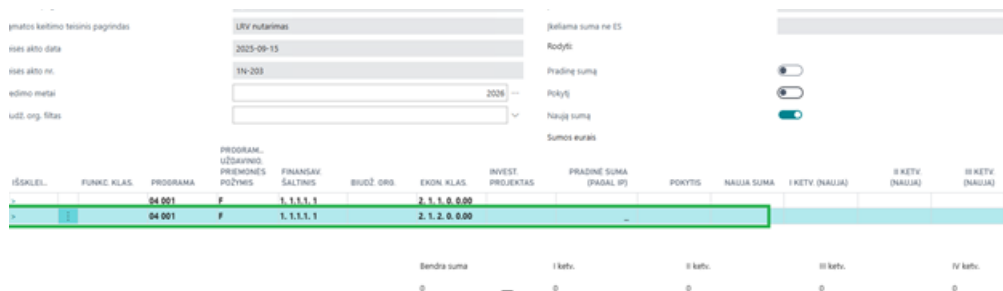 ymatos keitimo teisinis pagrindas LRV nutarimas Įkeliama suma ne ES
eisės akto data 2025-09-15 Rodyti:
eisės akto nr. 1N-203 Pradinę sumą
edimo metai 2026 Pokytį
udž. org. filtas Naują sumą
Sumos eurais
IŠSKLEI... FUNKC. KLAS. PROGRAMA PROGRAM... UŽDAVINIO, PRIEMONĖS POŽYMIS FINANSAV. ŠALTINIS BIUDŽ. ORG. EKON. KLAS. INVEST. PROJEKTAS PRADINĖ SUMA (PAGAL IP) POKYTIS NAUJA SUMA I KETV. (NAUJA) II KETV. (NAUJA) III KETV. (NAUJA)
> 04 001 F 1. 1.1.1. 1 2. 1. 1. 0. 0.00
> 04 001 F 1. 1.1.1. 1 2. 1. 2. 0. 0.00 _
Bendra suma I ketv. II ketv. III ketv. IV ketv.
0 0 0 0 0